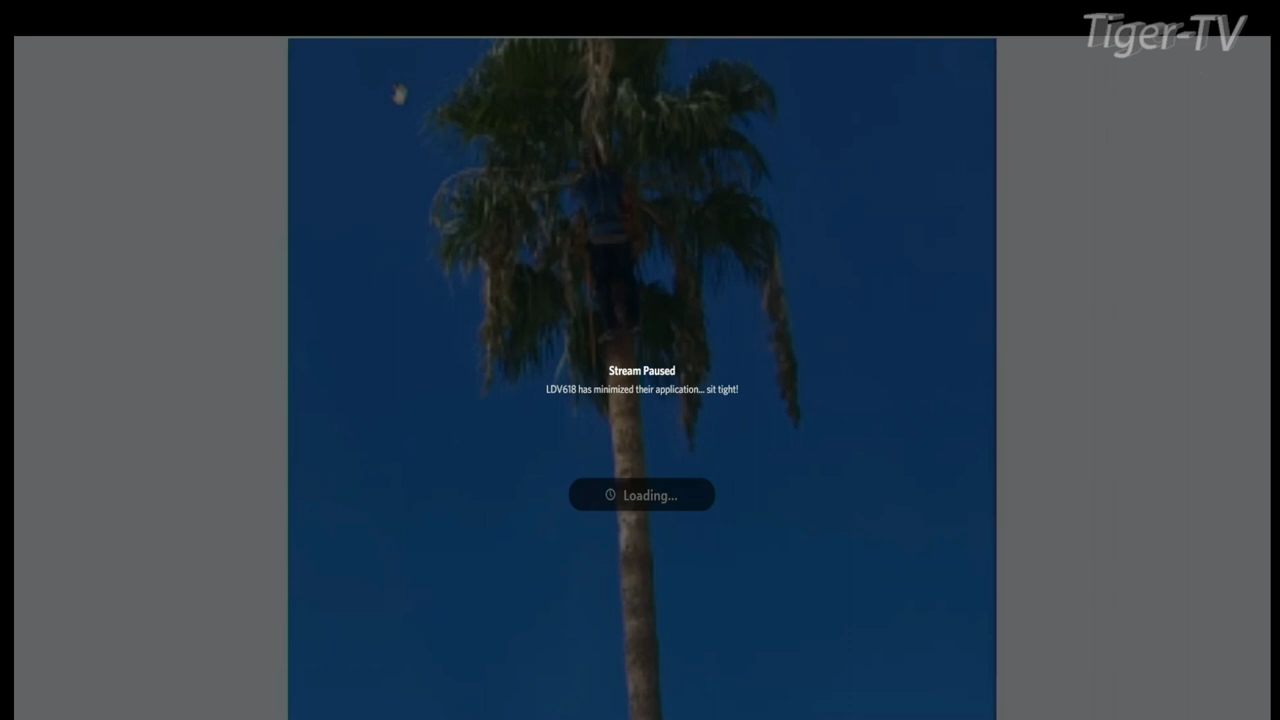 Tiger-TV
Stream Paused
LDV618 has minimized their application... sit tight!
Loading...